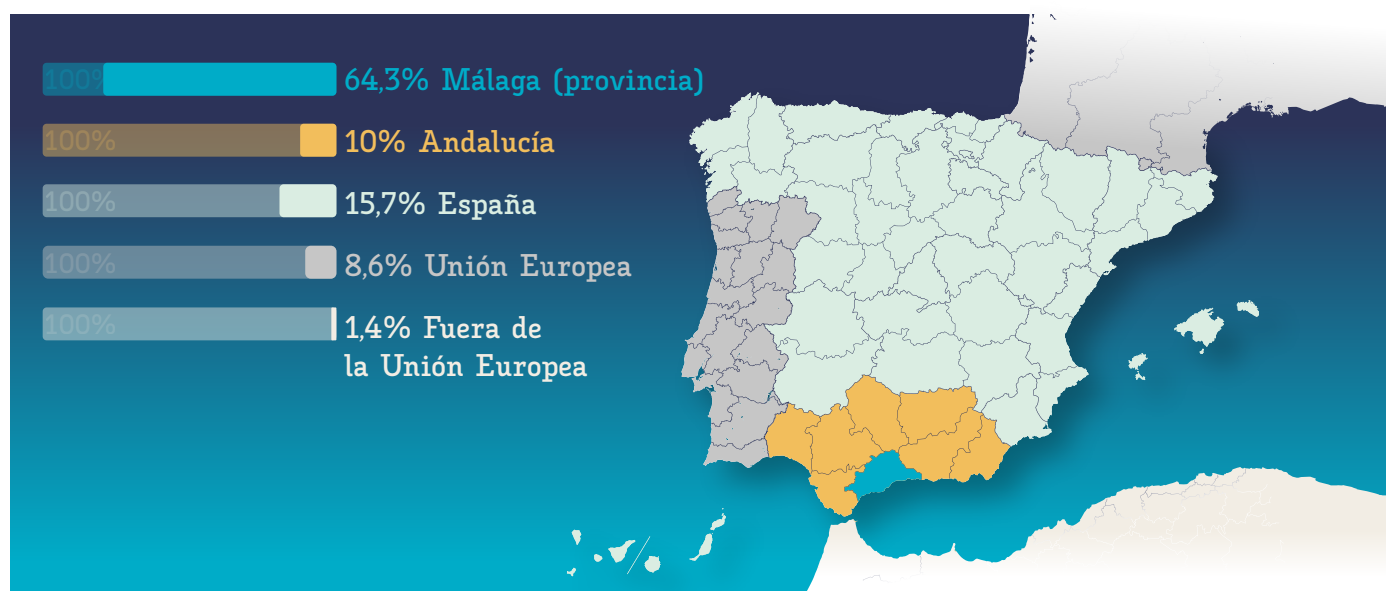 100% 64,3% Málaga (provincia)
100% 10% Andalucía
100% 15,7% España
100% 8,6% Unión Europea
100% 1,4% Fuera de
la Unión Europea